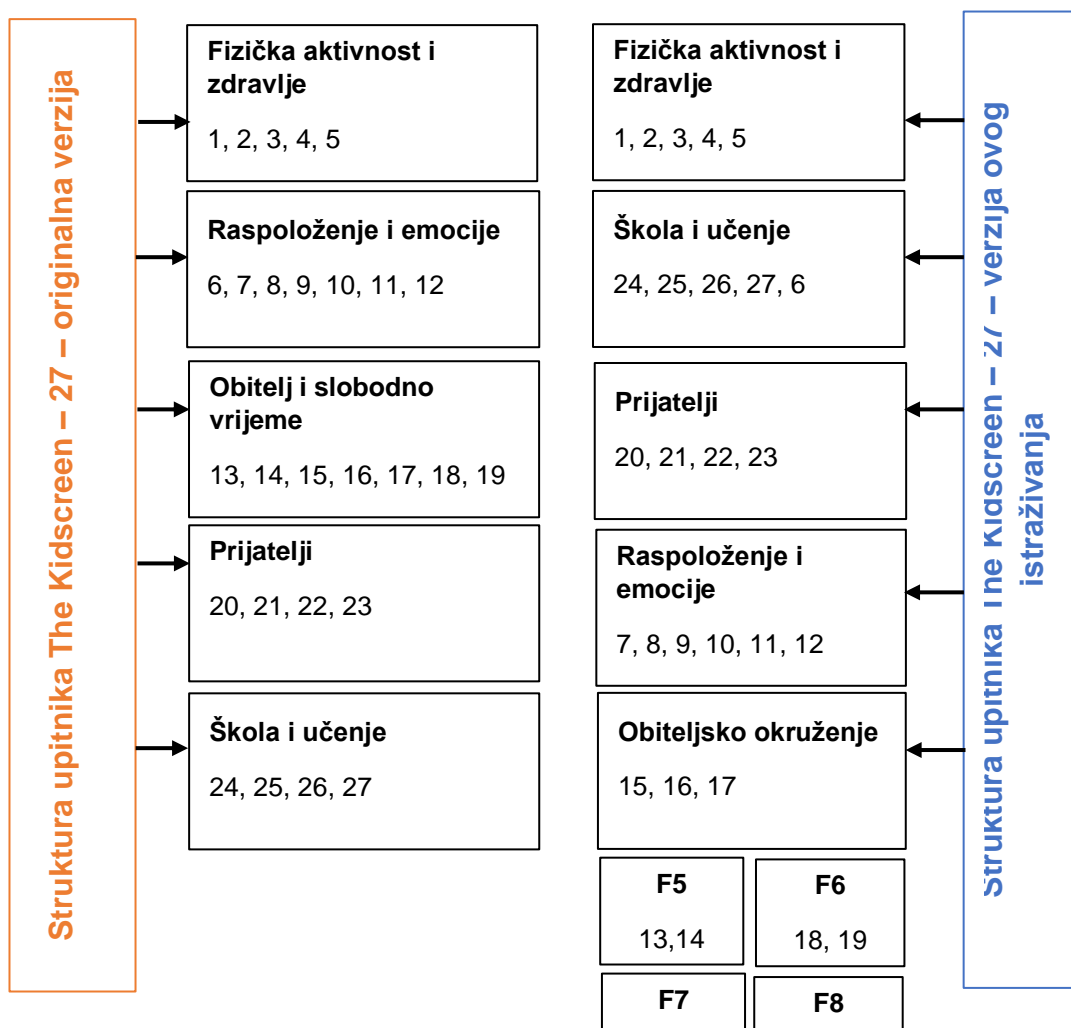 Struktura upitnika The Kidscreen – 27 – originalna verzija
Fizička aktivnost i
zdravlje
1, 2, 3, 4, 5
Raspoloženje i emocije
6, 7, 8, 9, 10, 11, 12
Obitelj i slobodno
vrijeme
13, 14, 15, 16, 17, 18, 19
Prijatelji
20, 21, 22, 23
Škola i učenje
24, 25, 26, 27
Fizička aktivnost i
zdravlje
1, 2, 3, 4, 5
Škola i učenje
24, 25, 26, 27, 6
Prijatelji
20, 21, 22, 23
Raspoloženje i
emocije
7, 8, 9, 10, 11, 12
Obiteljsko okruženje
15, 16, 17
F5
13,14
F6
18, 19
F7
F8
Struktura upitnika The Kidscreen – 27 – verzija ovog
istraživanja